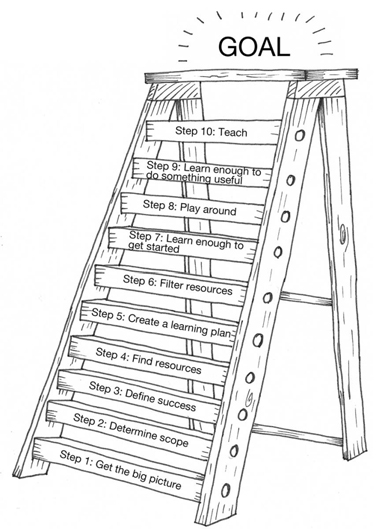 GOAL
Step 10: Teach
Step 9: Learn enough to
do something useful
Step 8: Play around
Step 7: Learn enough to
get started
Step 6: Filter resources
Step 5: Create a learning plan
Step 4: Find resources
Step 3: Define success
Step 2: Determine scope
Step 1: Get the big picture